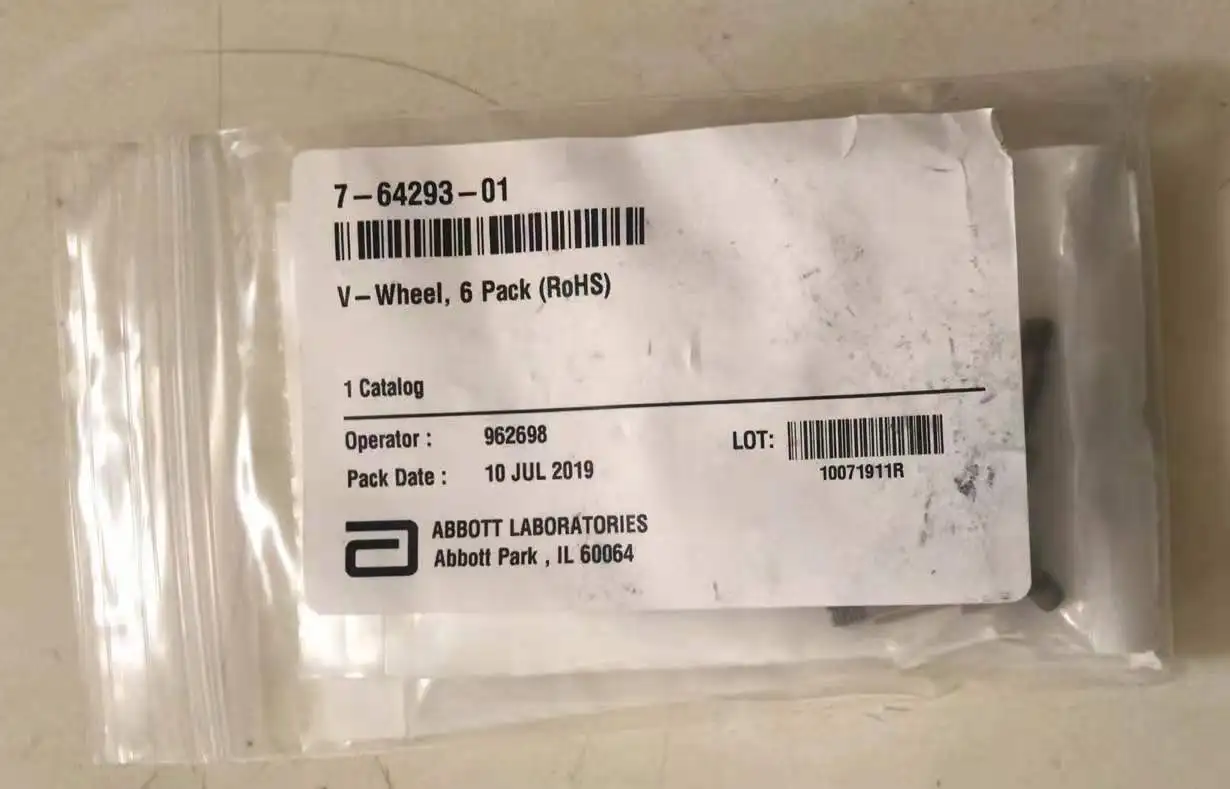 7-64293-01
V-Wheel, 6 Pack (RoHS)
1 Catalog
Operator : 962698
Pack Date : 10 JUL 2019
LOT:
10071911R
ABBOTT LABORATORIES
Abbott Park , IL 60064